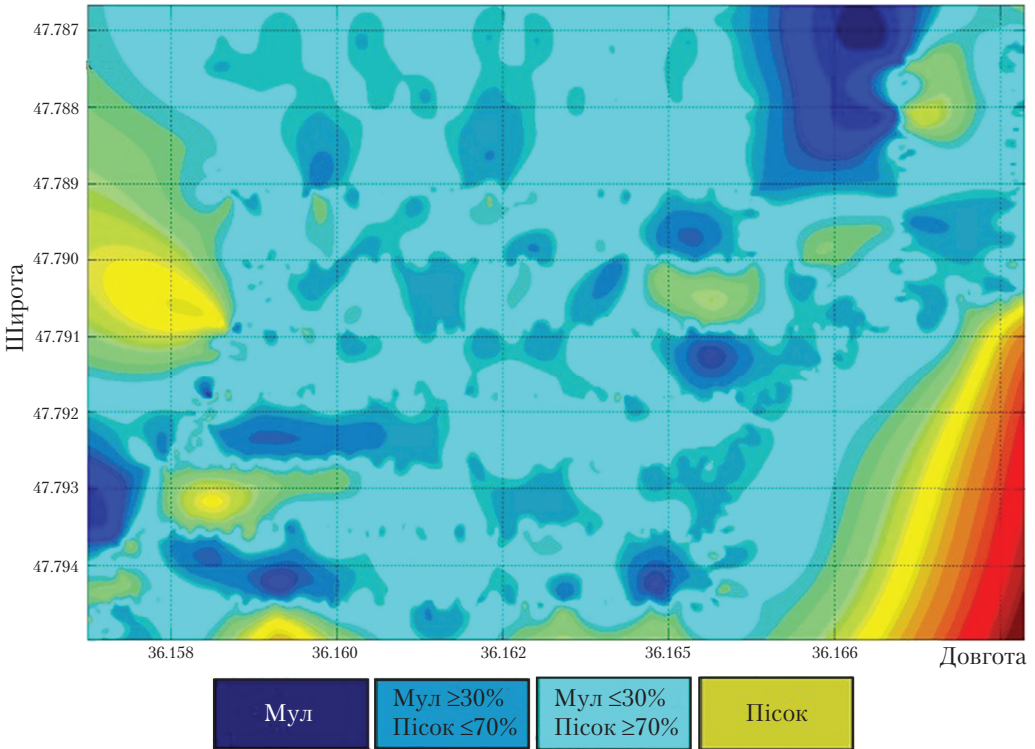 47.787
47.788
47.789
47.790
47.791
47.792
47.793
47.794
Широта
36.158 36.160 36.162 36.165 36.166
Довгота
Мул
Мул ≥30%
Пісок ≤70%
Мул ≤30%
Пісок ≥70%
Пісок